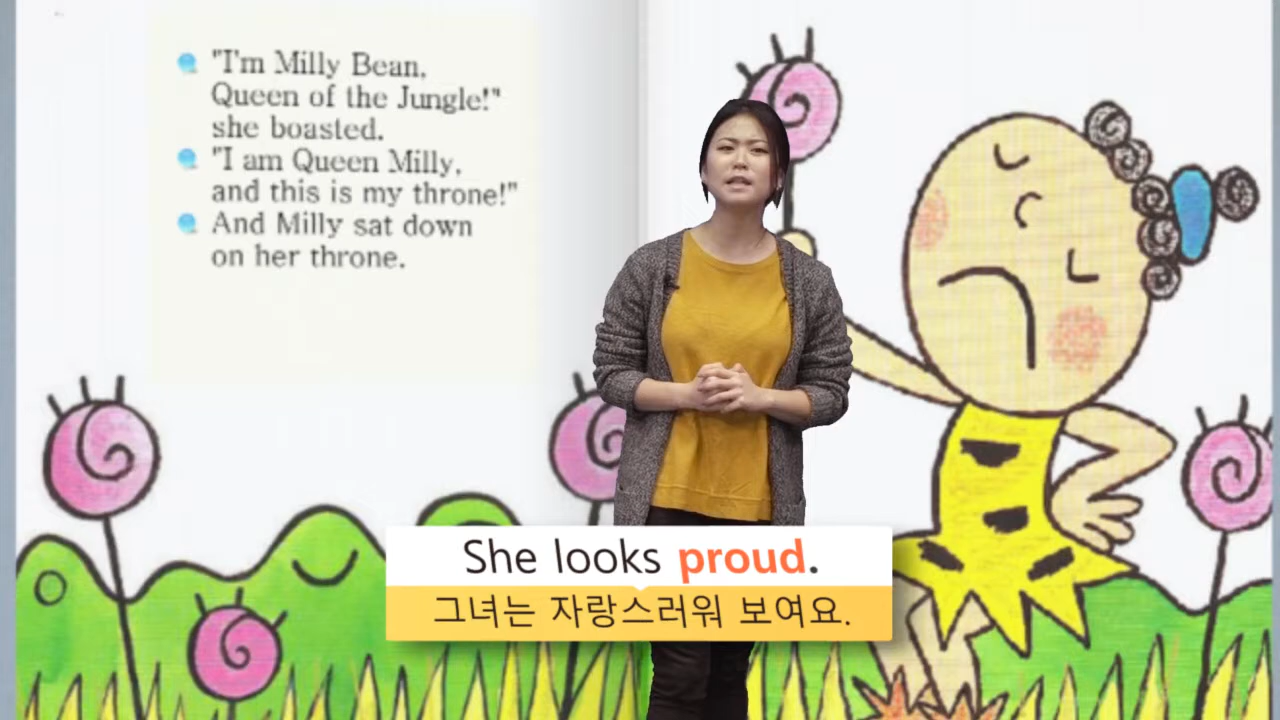 "I'm Milly Bean,
Queen of the Jungle!"
she boasted.
"I am Queen Milly,
and this is my throne!"
And Milly sat down
on her throne.
She looks proud.
그녀는 자랑스러워 보여요.